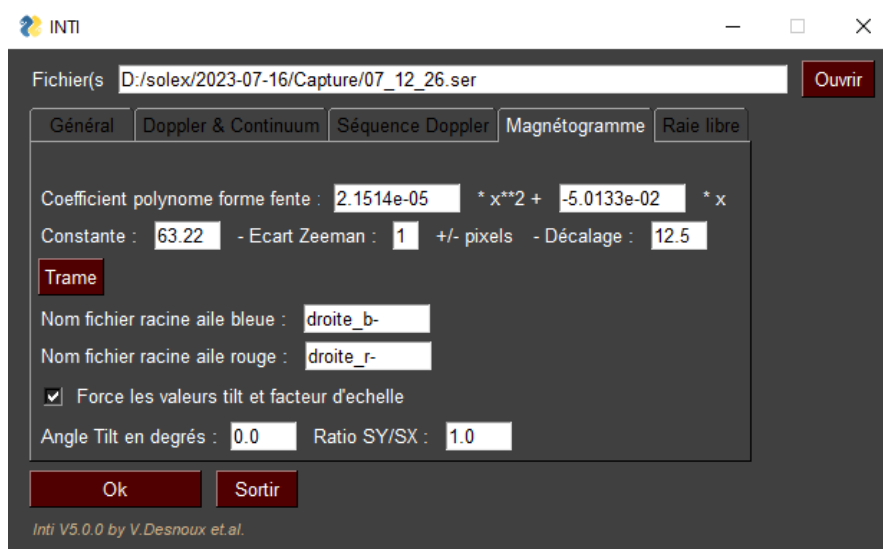 INTI
Fichier(s D:/solex/2023-07-16/Capture/07_12_26.ser Ouvrir
Général Doppler & Continuum Séquence Doppler Magnétogramme Raie libre
Coefficient polynome forme fente : 2.1514e-05 * x**2 + -5.0133e-02 * x
Constante : 63.22 - Ecart Zeeman : 1 +/- pixels - Décalage : 12.5
Trame
Nom fichier racine aile bleue : droite_b-
Nom fichier racine aile rouge : droite_r-
Force les valeurs tilt et facteur d'echelle
Angle Tilt en degrés : 0.0 Ratio SY/SX : 1.0
Ok Sortir
Inti V5.0.0 by V.Desnoux et.al.